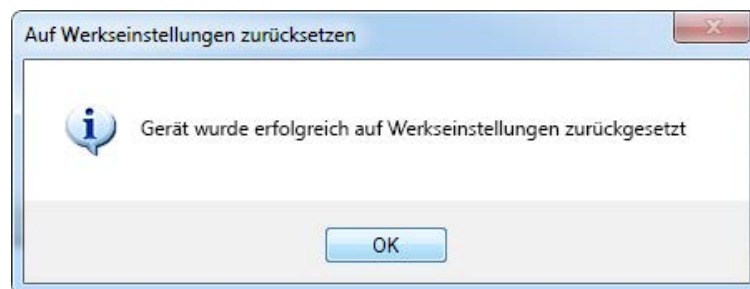 Auf Werkseinstellungen zurücksetzen
Gerät wurde erfolgreich auf Werkseinstellungen zurückgesetzt
OK